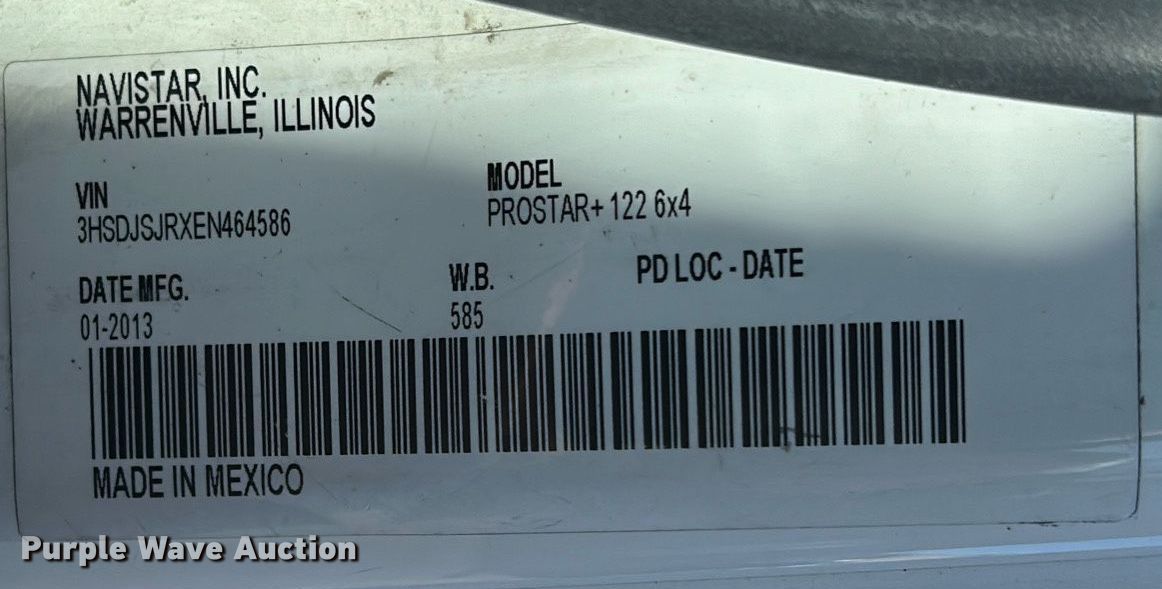 NAVISTAR, INC.
WARRENVILLE, ILLINOIS
VIN
3HSDJSJRXEN464586
MODEL
PROSTAR+ 122 6x4
DATE MFG.
01-2013
W.B.
585
PD LOC - DATE
MADE IN MEXICO
Purple Wave Auction